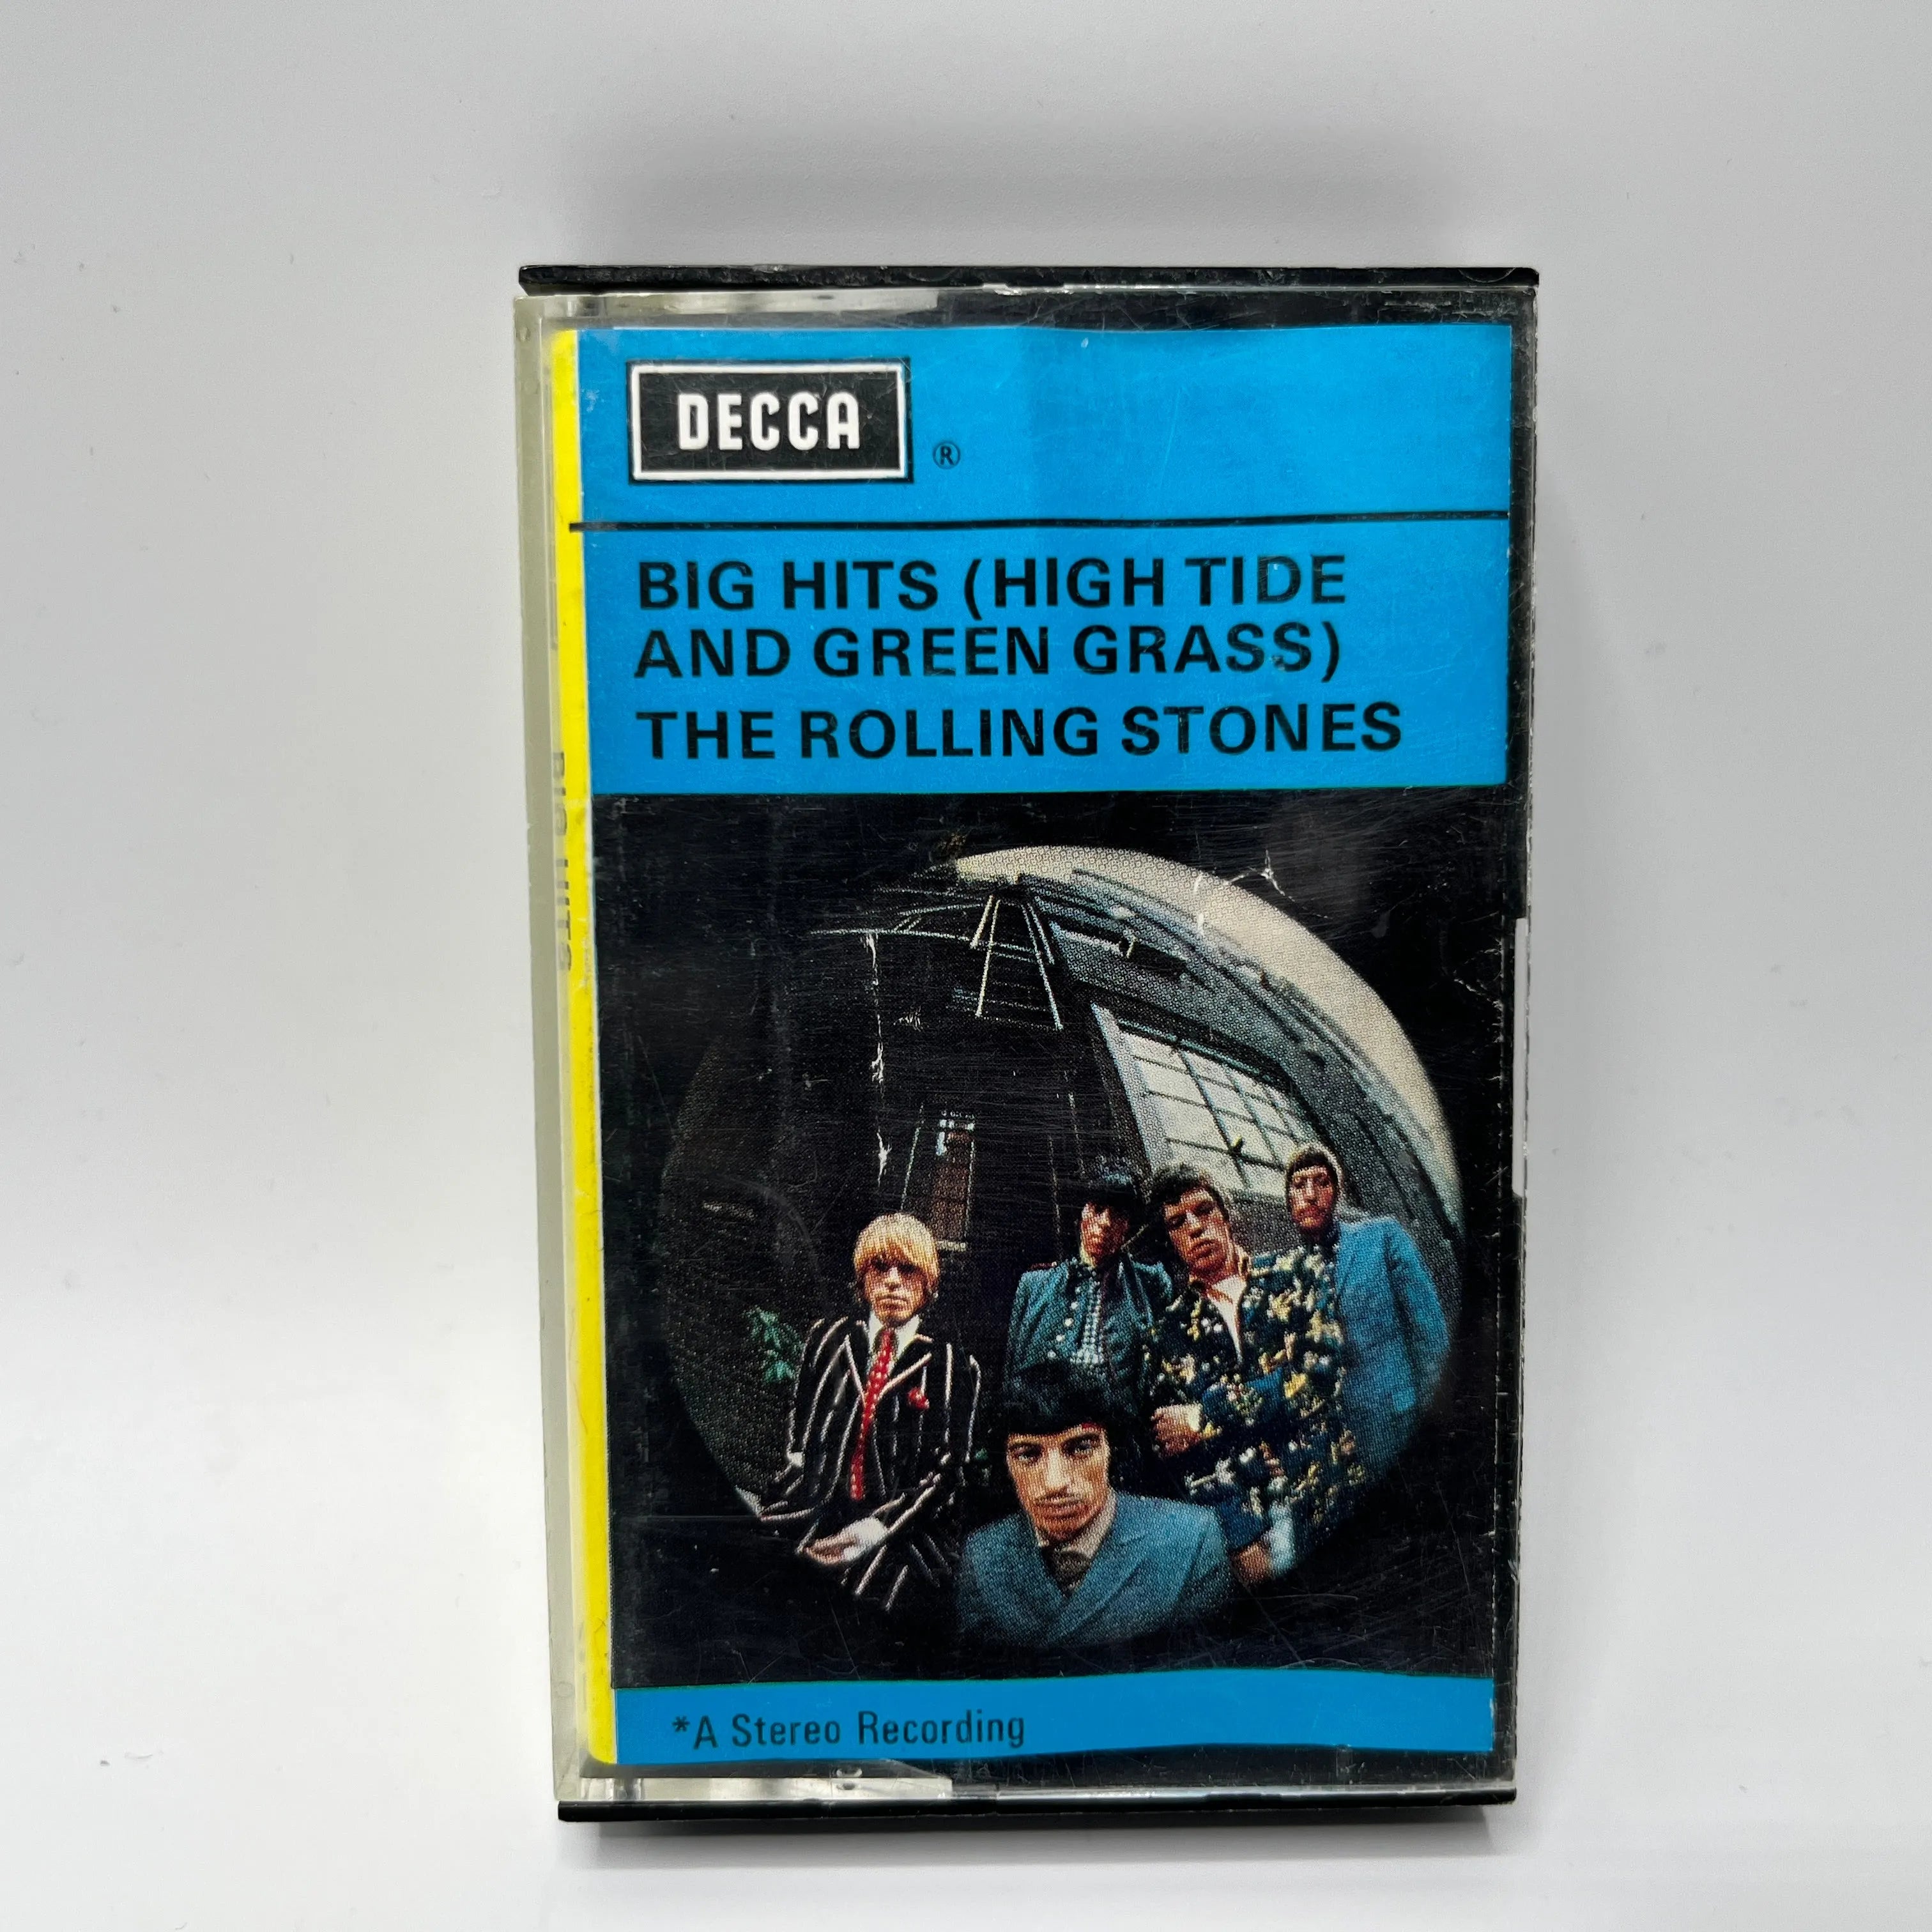 DECCA
®
BIG HITS (HIGH TIDE
AND GREEN GRASS)
THE ROLLING STONES
*A Stereo Recording
BIG HITS